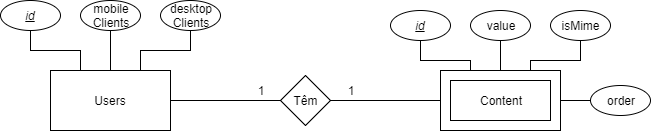 id
mobile
Clients
desktop
Clients
id
value
isMime
Users
1
Têm
1
Content
order